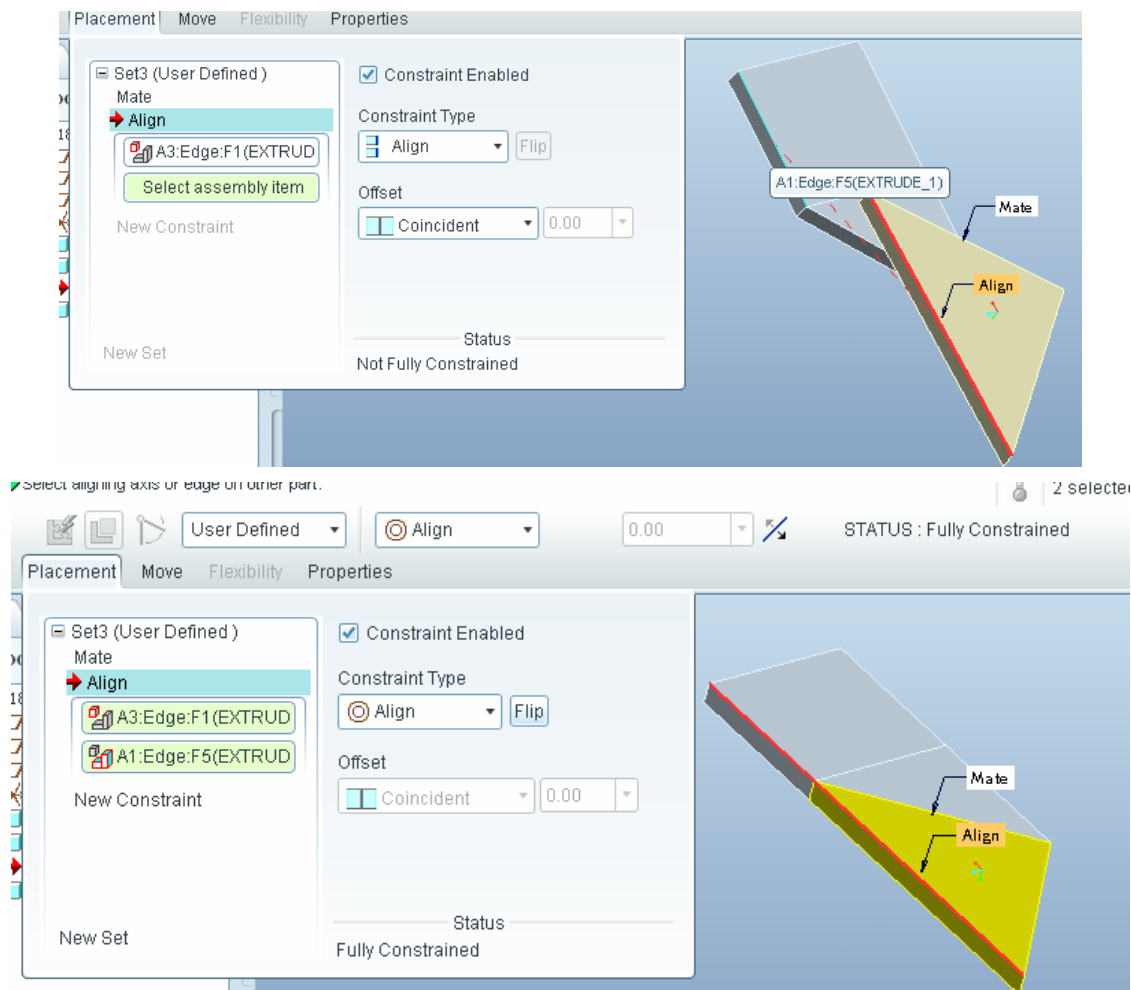 Placement Move Flexibility Properties
Set3 (User Defined )
Mate
Align
A3:Edge:F1(EXTRUD
Select assembly item
New Constraint
New Set
Constraint Enabled
Constraint Type
Align Flip
Offset
Coincident 0.00
Status
Not Fully Constrained
A1:Edge:F5(EXTRUDE_1)
Mate
Align
Select aligning axis or edge on other part.
2 selected
User Defined Align 0.00 STATUS : Fully Constrained
Placement Move Flexibility Properties
Set3 (User Defined )
Mate
Align
A3:Edge:F1(EXTRUD
A1:Edge:F5(EXTRUD
New Constraint
New Set
Constraint Enabled
Constraint Type
Align Flip
Offset
Coincident 0.00
Status
Fully Constrained
Mate
Align